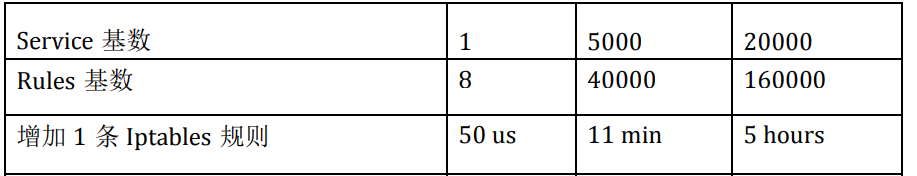 Service 基数 1 5000 20000
Rules 基数 8 40000 160000
增加 1 条 Iptables 规则 50 us 11 min 5 hours